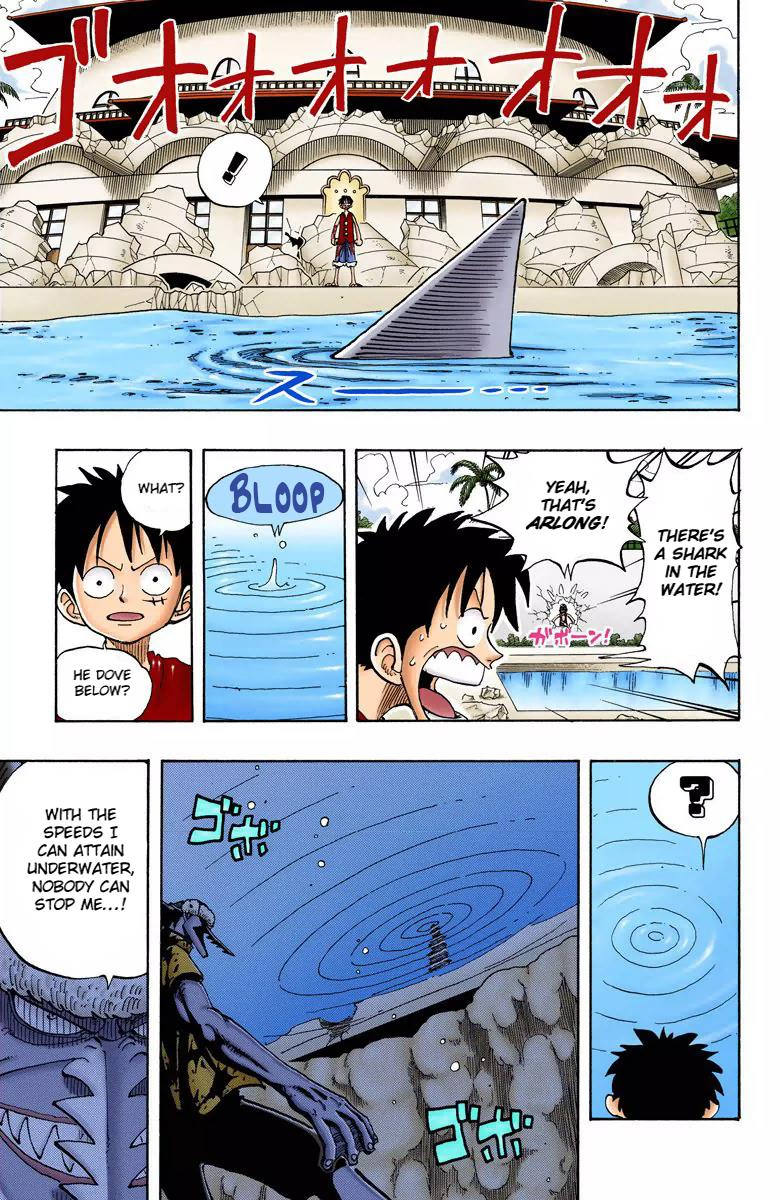 ゴオオオオオオオオ
!
スー...
THERE'S
A SHARK
IN THE
WATER!
YEAH,
THAT'S
ARLONG!
ガボーン!
BLOOP
WHAT?
HE DOVE
BELOW?
?
ゴボ
ゴボ
WITH THE
SPEEDS I
CAN ATTAIN
UNDERWATER,
NOBODY CAN
STOP ME...!